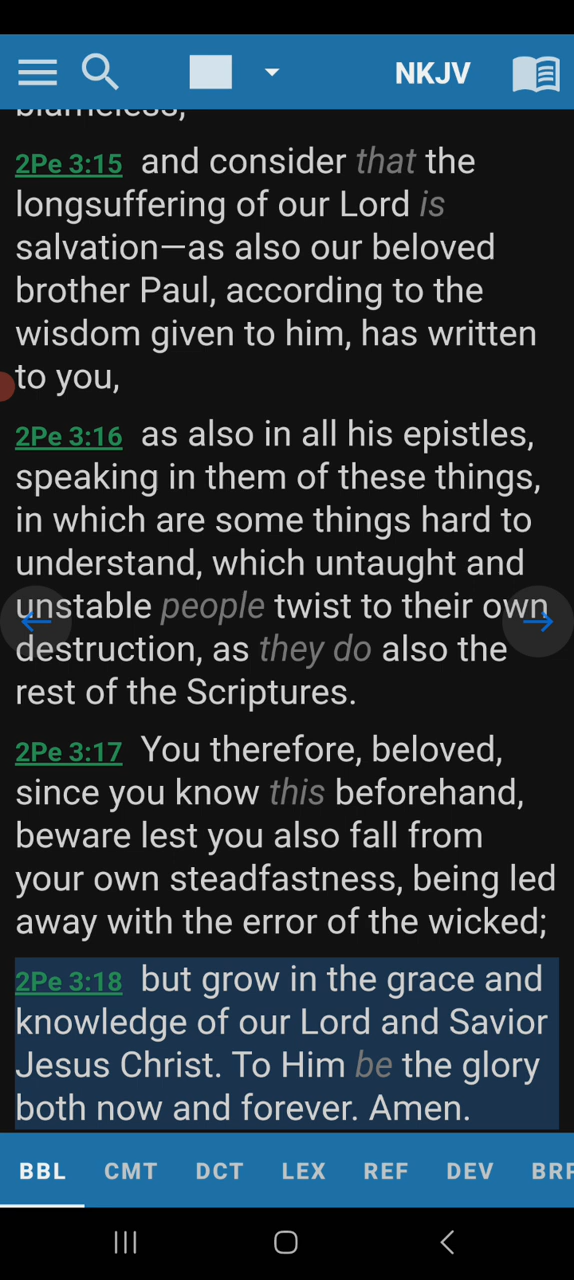 NKJV
blameless,
2Pe 3:15 and consider that the
longsuffering of our Lord is
salvation—as also our beloved
brother Paul, according to the
wisdom given to him, has written
to you,
2Pe 3:16 as also in all his epistles,
speaking in them of these things,
in which are some things hard to
understand, which untaught and
unstable people twist to their own
destruction, as they do also the
rest of the Scriptures.
2Pe 3:17 You therefore, beloved,
since you know this beforehand,
beware lest you also fall from
your own steadfastness, being led
away with the error of the wicked;
2Pe 3:18 but grow in the grace and
knowledge of our Lord and Savior
Jesus Christ. To Him be the glory
both now and forever. Amen.
BBL CMT DCT LEX REF DEV BRP